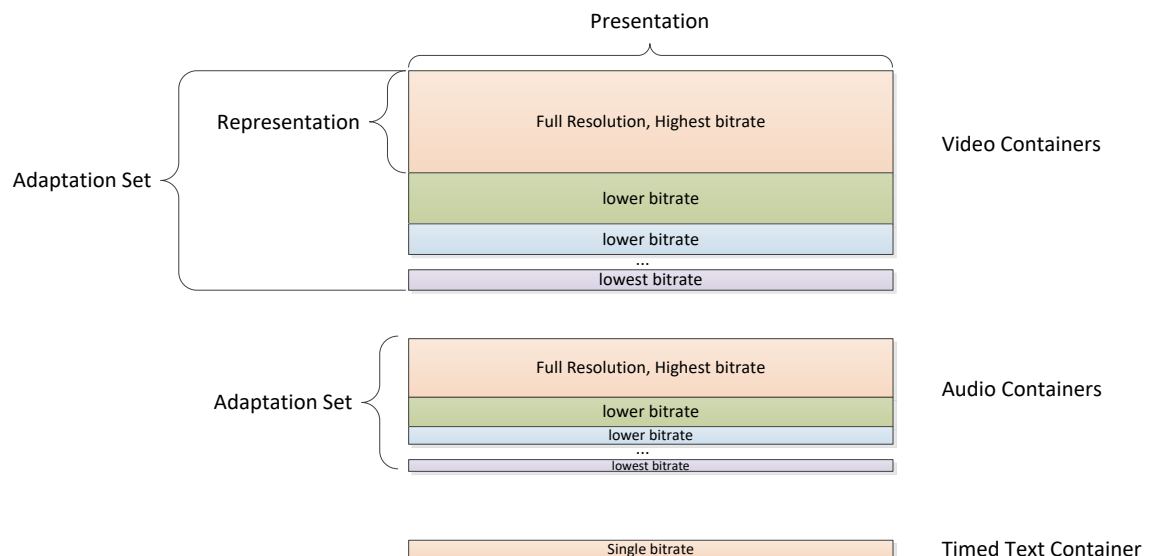 Presentation
Full Resolution, Highest bitrate
Representation
Video Containers
Adaptation Set
lower bitrate
lower bitrate
...
lowest bitrate
Full Resolution, Highest bitrate
Audio Containers
Adaptation Set
lower bitrate
lower bitrate
...
lowest bitrate
Single bitrate
Timed Text Container